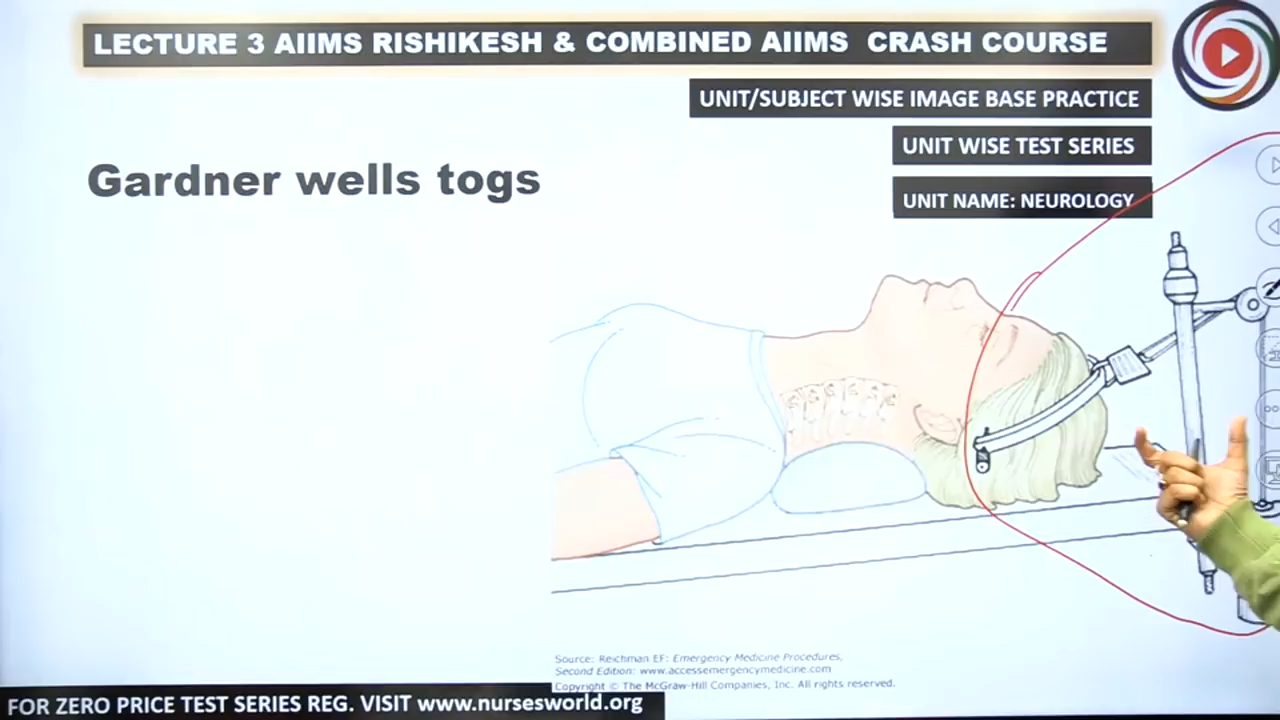 LECTURE 3 AIIMS RISHIKESH & COMBINED AIIMS CRASH COURSE
UNIT/SUBJECT WISE IMAGE BASE PRACTICE
UNIT WISE TEST SERIES
UNIT NAME: NEUROLOGY
Gardner wells togs
Source: Reichman EF: Emergency Medicine Procedures,
Second Edition: www.accessemergencymedicine.com
Copyright © The McGraw-Hill Companies, Inc. All rights reserved.
FOR ZERO PRICE TEST SERIES REG. VISIT www.nursesworld.org